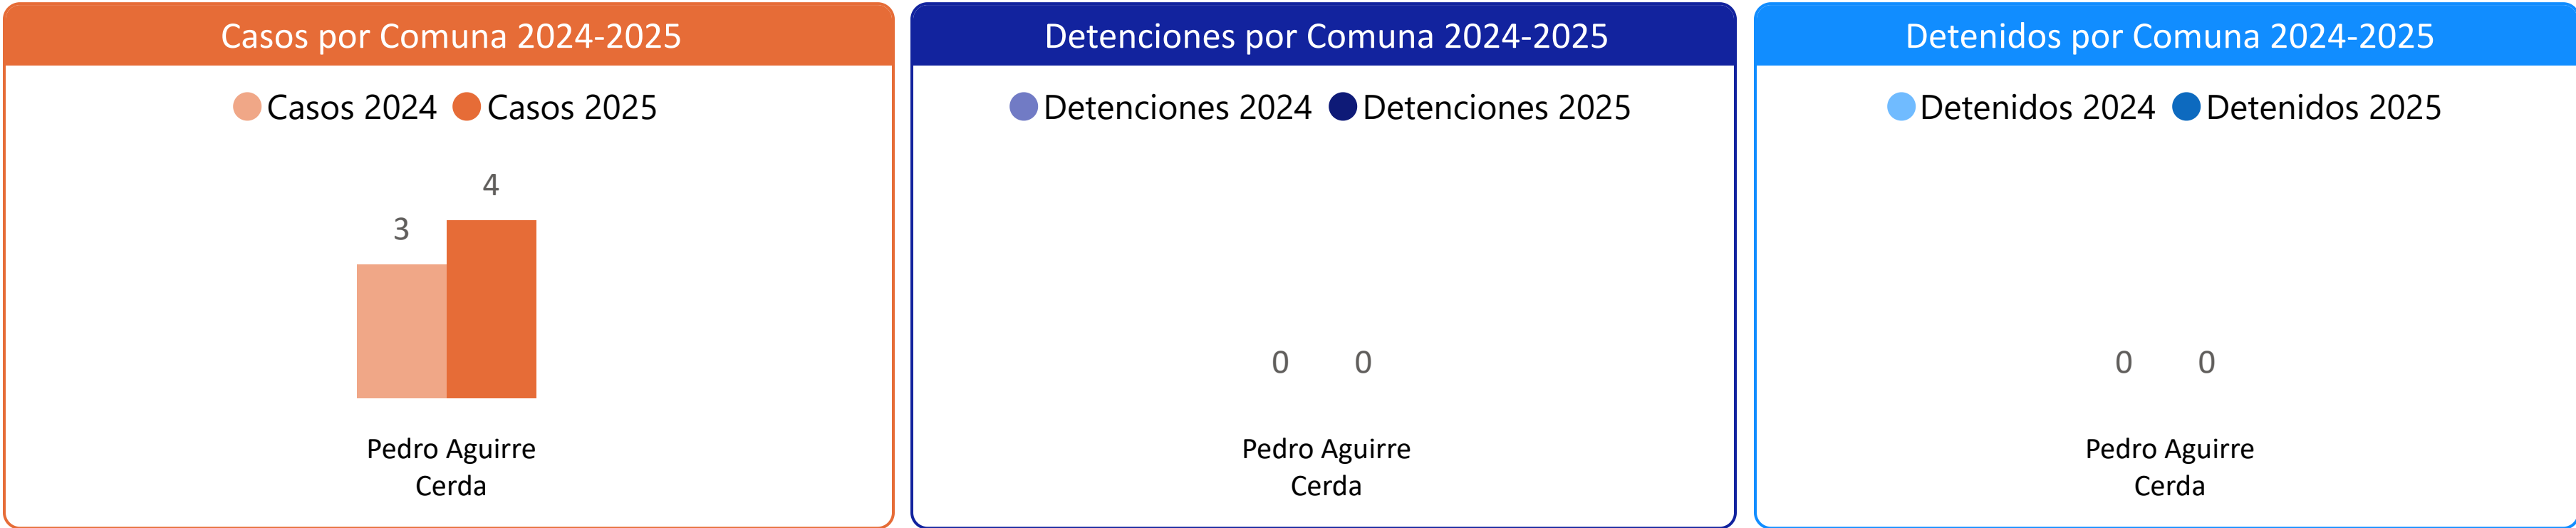 Casos por Comuna 2024-2025
Casos 2024 Casos 2025
3
4
Pedro Aguirre
Cerda
Detenciones por Comuna 2024-2025
Detenciones 2024 Detenciones 2025
0 0
Pedro Aguirre
Cerda
Detenidos por Comuna 2024-2025
Detenidos 2024 Detenidos 2025
0 0
Pedro Aguirre
Cerda